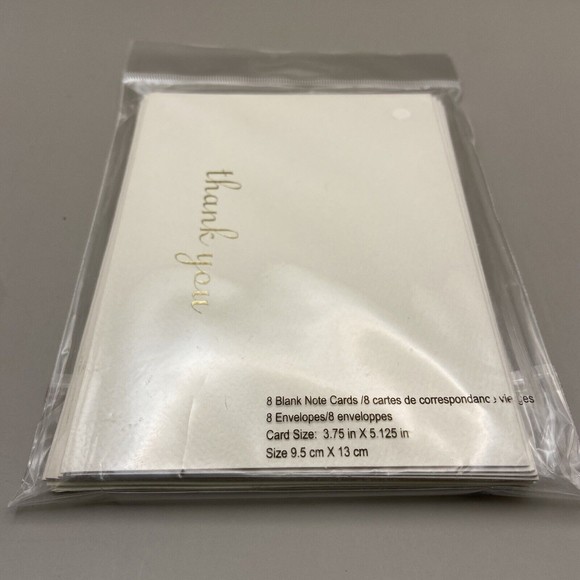 thank you
8 Blank Note Cards /8 cartes de correspondance vierges
8 Envelopes/8 enveloppes
Card Size: 3.75 in X 5.125 in
Size 9.5 cm X 13 cm